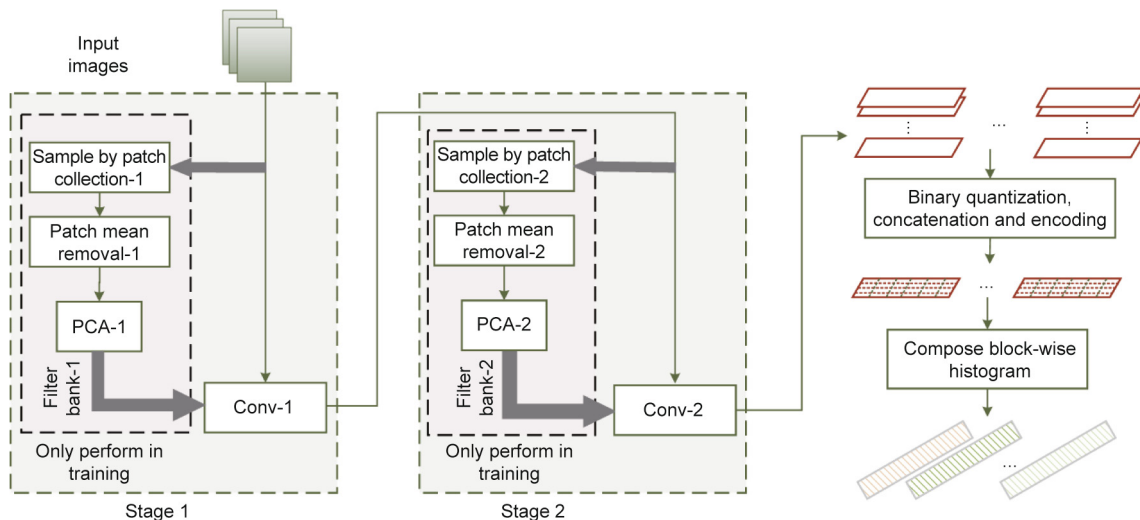 Input
images
Sample by patch
collection-1
Patch mean
removal-1
PCA-1
Filter
bank-1
Conv-1
Only perform in
training
Stage 1
Sample by patch
collection-2
Patch mean
removal-2
PCA-2
Filter
bank-2
Conv-2
Only perform in
training
Stage 2
...
...
...
Binary quantization,
concatenation and encoding
...
Compose block-wise
histogram
...